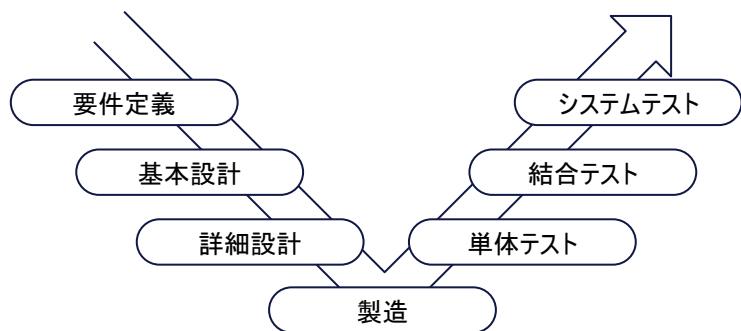 要件定義
システムテスト
基本設計
結合テスト
詳細設計
単体テスト
製造